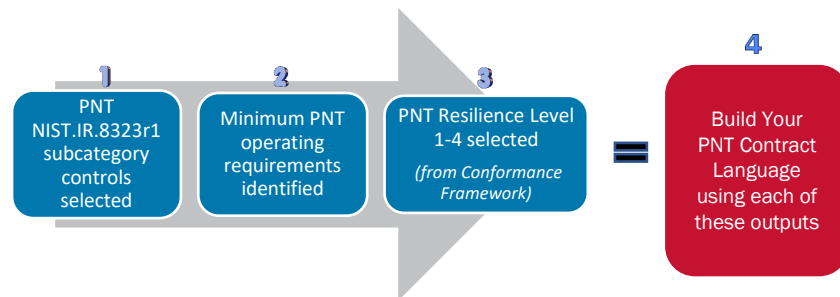 1
PNT
NIST.IR.8323r1
subcategory
controls
selected
2
Minimum PNT
operating
requirements
identified
3
PNT Resilience Level
1-4 selected
(from Conformance
Framework)
=
4
Build Your
PNT Contract
Language
using each of
these outputs